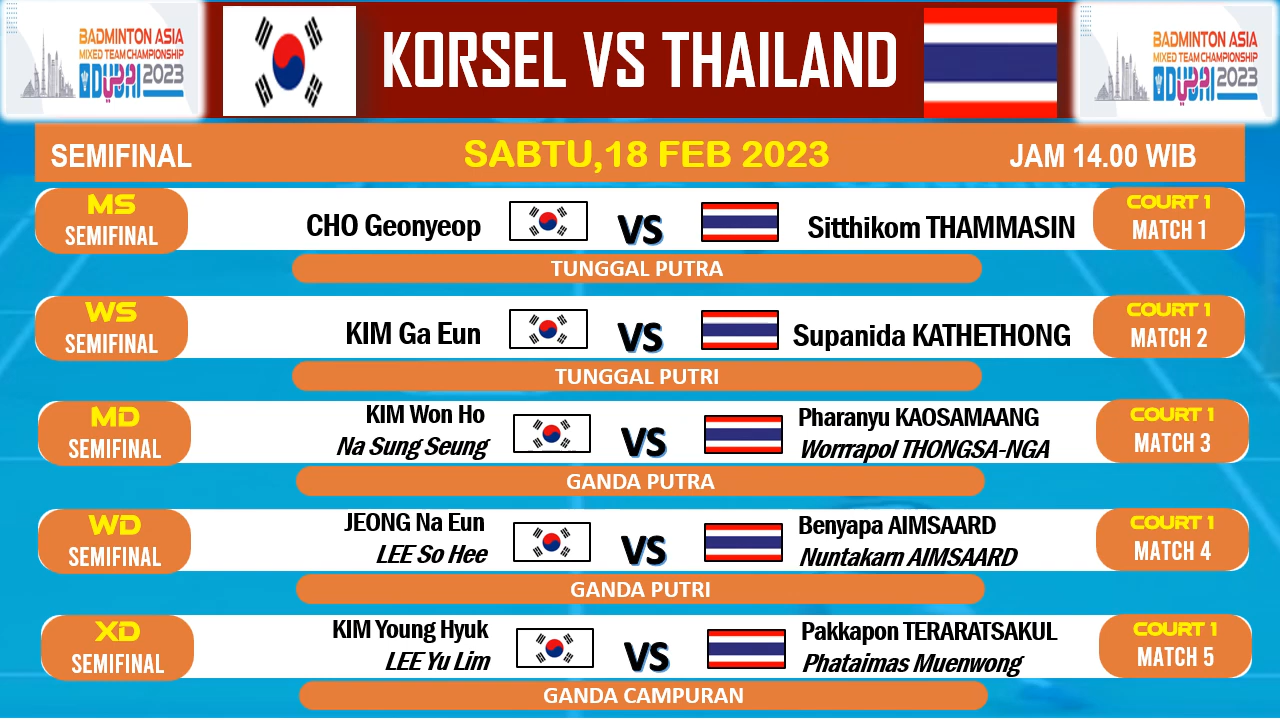 BADMINTON ASIA
MIXED TEAM CHAMPIONSHIP
DUBAI 2023
KORSEL VS THAILAND
BADMINTON ASIA
MIXED TEAM CHAMPIONSHIP
DUBAI 2023
SEMIFINAL
SABTU,18 FEB 2023
JAM 14.00 WIB
MS
SEMIFINAL
CHO Geonyeop
VS
Sitthikom THAMMASIN
COURT 1
MATCH 1
TUNGGAL PUTRA
WS
SEMIFINAL
KIM Ga Eun
VS
Supanida KATHETHONG
COURT 1
MATCH 2
TUNGGAL PUTRI
MD
SEMIFINAL
KIM Won Ho
Na Sung Seung
VS
Pharanyu KAOSAMAANG
Worrrapol THONGSA-NGA
COURT 1
MATCH 3
GANDA PUTRA
WD
SEMIFINAL
JEONG Na Eun
LEE So Hee
VS
Benyapa AIMSAARD
Nuntakarn AIMSAARD
COURT 1
MATCH 4
GANDA PUTRI
XD
SEMIFINAL
KIM Young Hyuk
LEE Yu Lim
VS
Pakkapon TERARATSAKUL
Phataimas Muenwong
COURT 1
MATCH 5
GANDA CAMPURAN